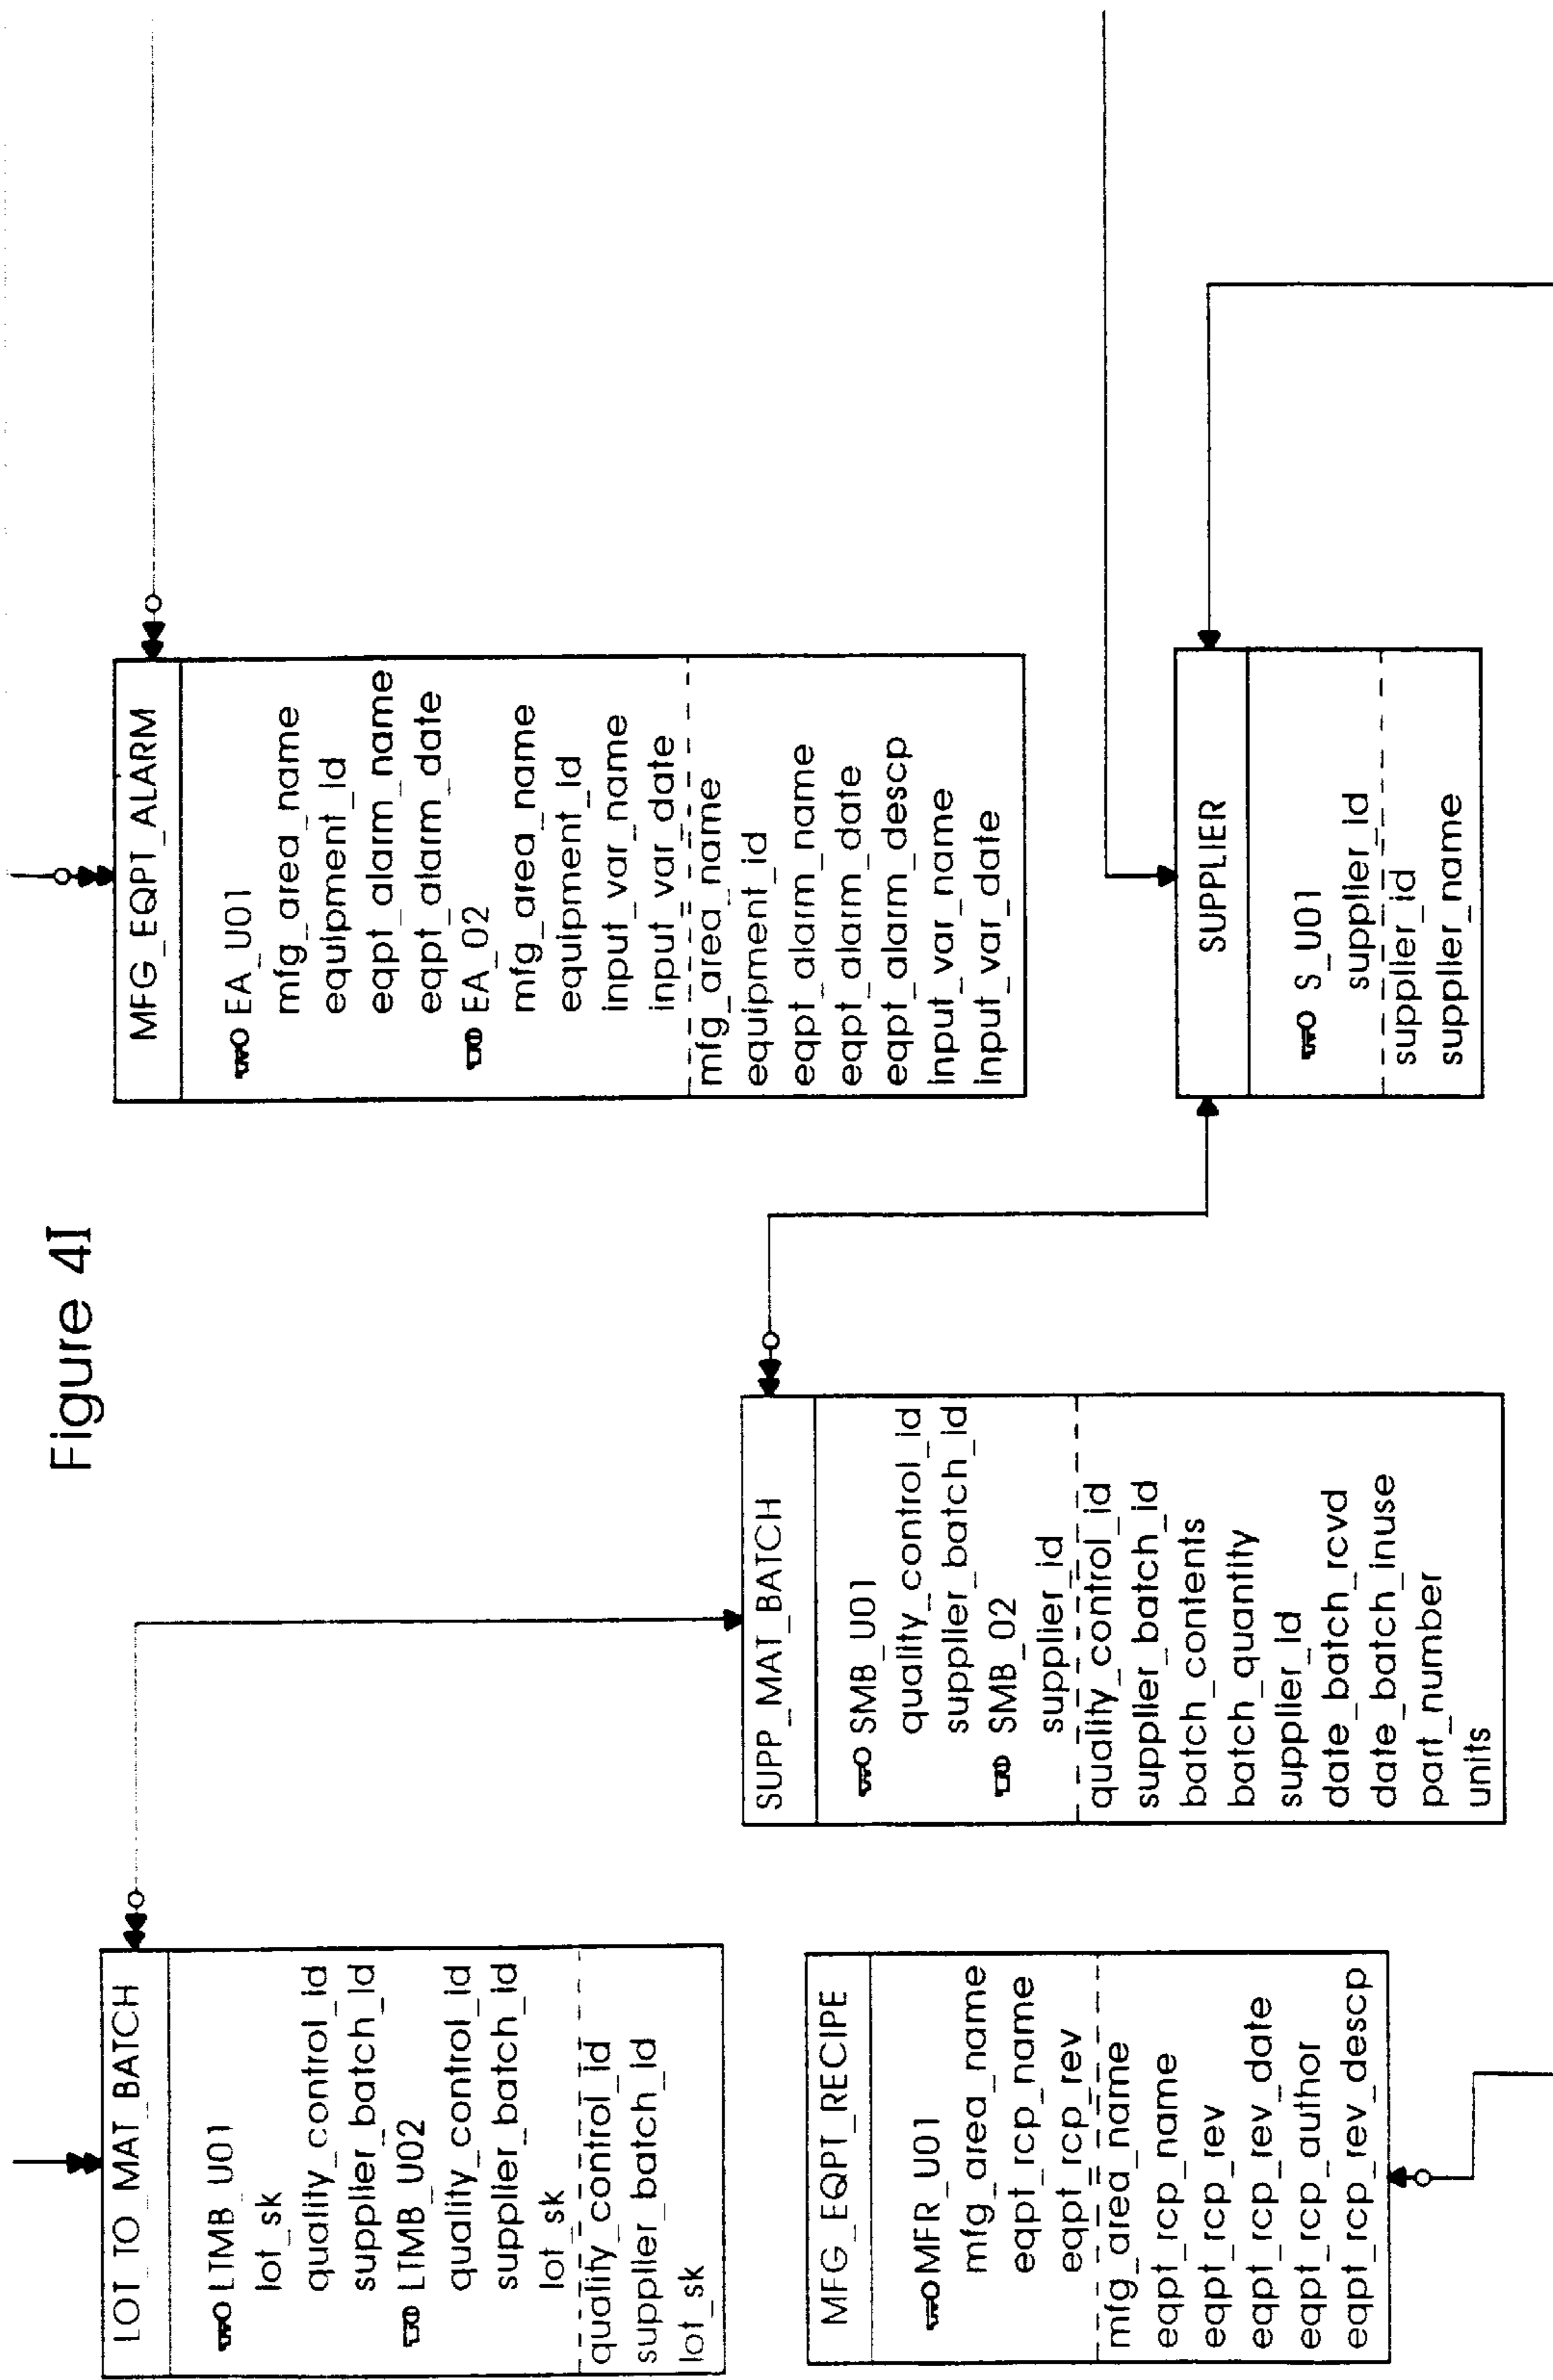 Figure 4I
LOT_TO_MAT_BATCH
LTMB_U01
lot_sk
quality_control_id
supplier_batch_id
LTMB_U02
quality_control_id
supplier_batch_id
lot_sk
quality_control_id
supplier_batch_id
lot_sk
MFG_EQPT_RECIPE
MFR_U01
mfg_area_name
eqpt_rcp_name
eqpt_rcp_rev
mfg_area_name
eqpt_rcp_name
eqpt_rcp_rev
eqpt_rcp_rev_date
eqpt_rcp_author
eqpt_rcp_rev_descp
SUPP_MAT_BATCH
SMB_U01
quality_control_id
supplier_batch_id
SMB_02
supplier_id
quality_control_id
supplier_batch_id
batch_contents
batch_quantity
supplier_id
date_batch_rcvd
date_batch_inuse
part_number
units
MFG_EQPT_ALARM
EA_U01
mfg_area_name
equipment_id
eqpt_alarm_name
eqpt_alarm_date
EA_02
mfg_area_name
equipment_id
input_var_name
input_var_date
mfg_area_name
equipment_id
eqpt_alarm_name
eqpt_alarm_date
eqpt_alarm_descp
input_var_name
input_var_date
SUPPLIER
S_U01
supplier_id
supplier_id
supplier_name